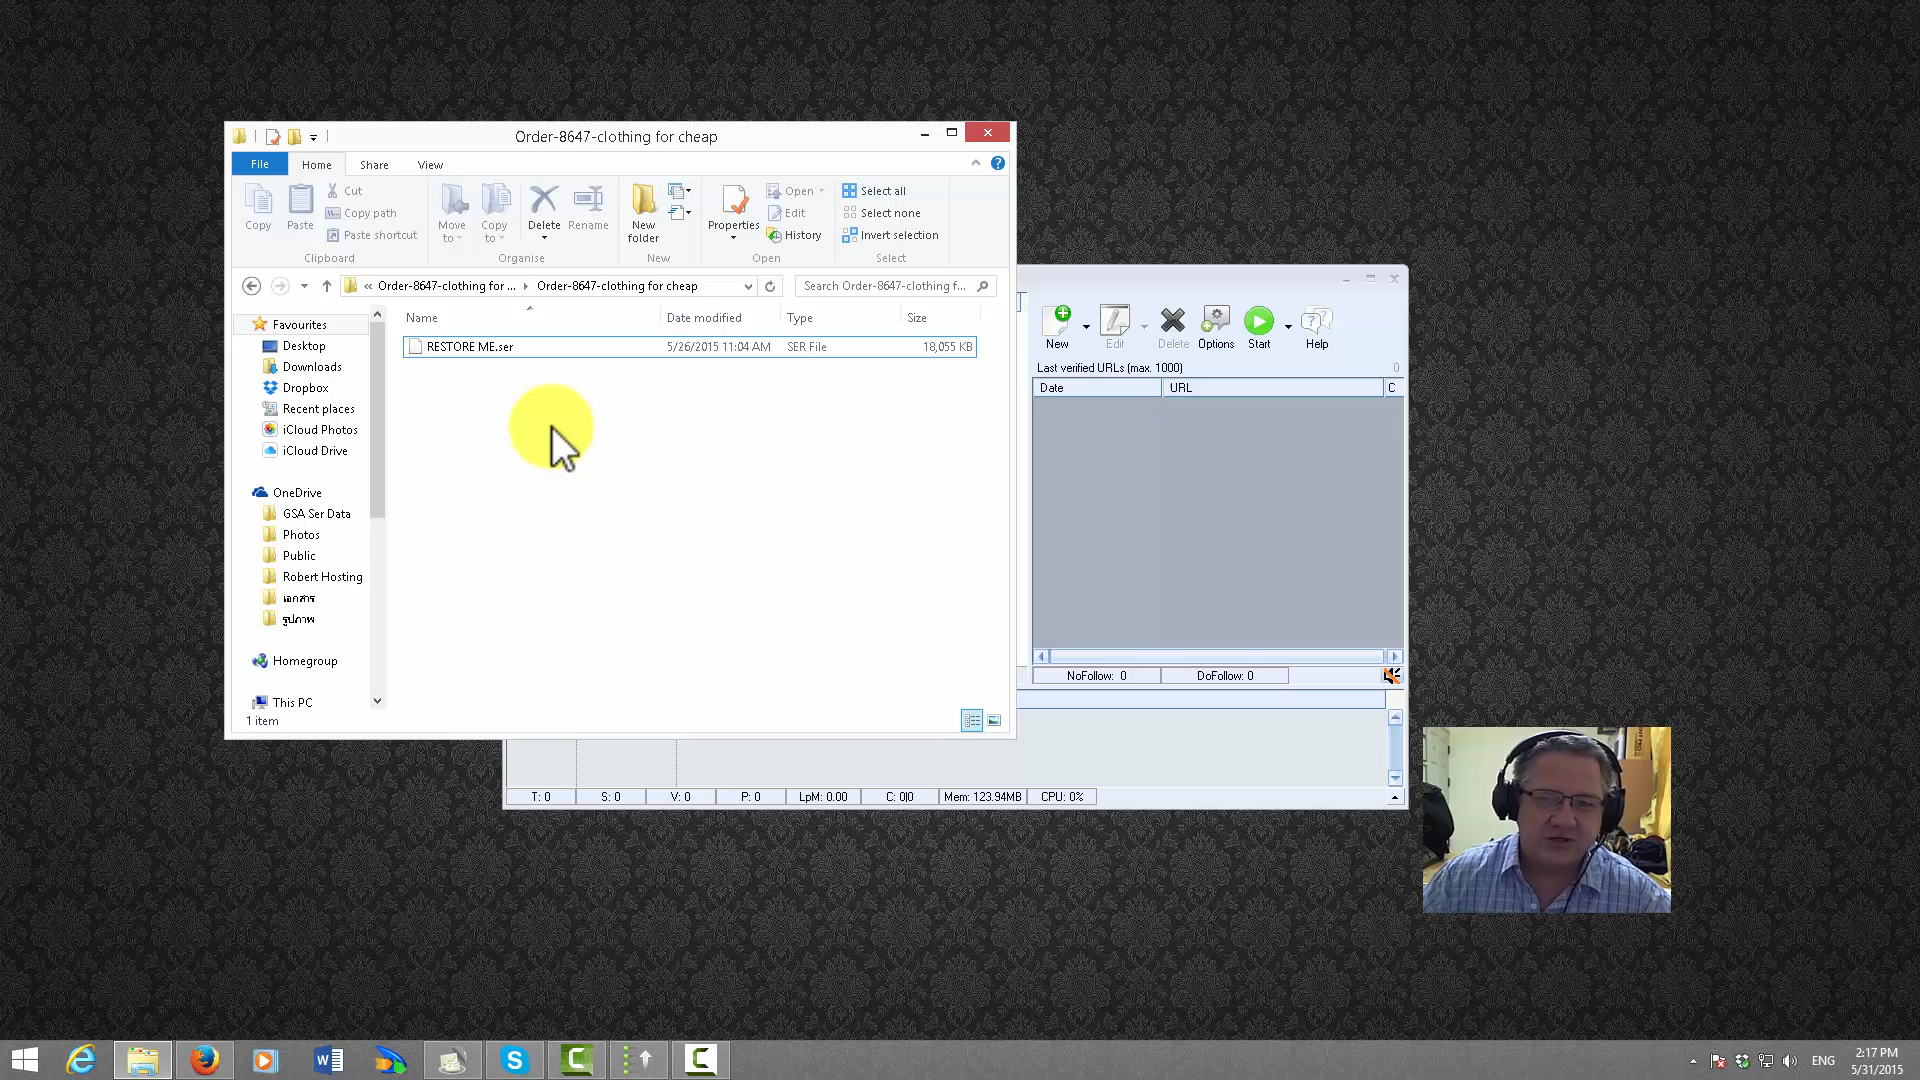 Order-8647-clothing for cheap
File Home Share View
Copy
Paste
Cut
Copy path
Paste shortcut
Clipboard
Move to
Copy to
Delete
Rename
Organise
New folder
New
Properties
Open
Edit
History
Open
Select all
Select none
Invert selection
Select
« Order-8647-clothing for ... Order-8647-clothing for cheap
Search Order-8647-clothing f...
Name Date modified Type Size
RESTORE ME.ser 5/26/2015 11:04 AM SER File 18,055 KB
Favourites
Desktop
Downloads
Dropbox
Recent places
iCloud Photos
iCloud Drive
OneDrive
GSA Ser Data
Photos
Public
Robert Hosting
เอกสาร
รูปภาพ
Homegroup
This PC
1 item
New Edit Delete Options Start Help
Last verified URLs (max. 1000) 0
Date URL C
NoFollow: 0 DoFollow: 0
T: 0 S: 0 V: 0 P: 0 LpM: 0.00 C: 0|0 Mem: 123.94MB CPU: 0%
ENG
2:17 PM
5/31/2015